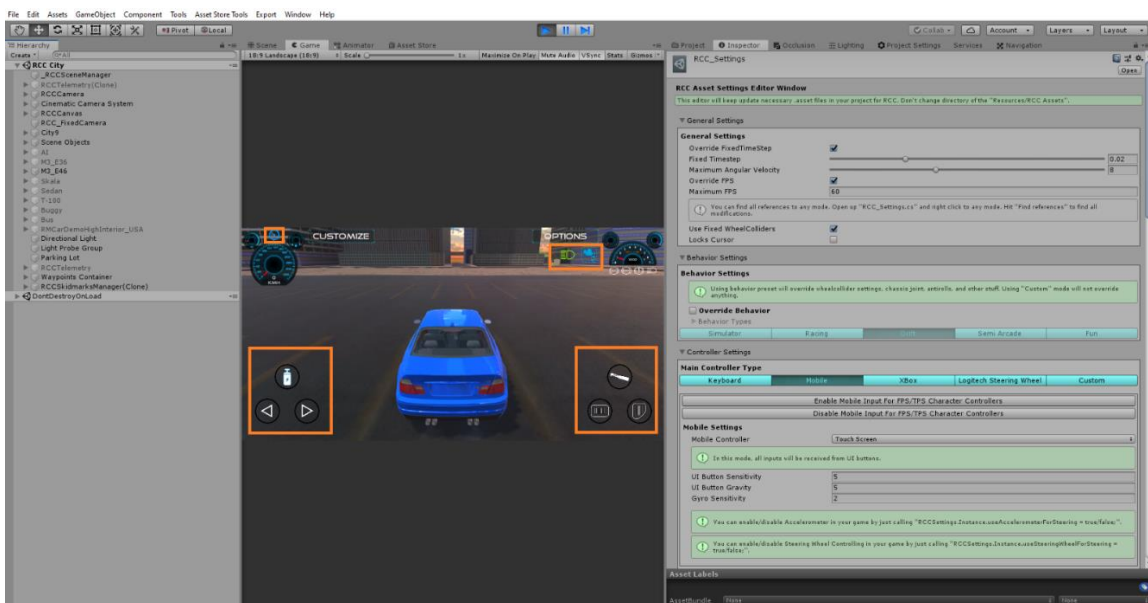 File Edit Assets GameObject Component Tools Asset Store Tools Export Window Help
Pivot Local
Collab Account Layers Layout
Hierarchy
Create All
RCC City
_RCCSceneManager
RCCTelemetry(Clone)
RCCCamera
Cinematic Camera System
RCCCanvas
RCC_FixedCamera
City9
Scene Objects
AI
M3_E36
M3_E46
Skala
Sedan
T-100
Buggy
Bus
RMCarDemoHighInterior_USA
Directional Light
Light Probe Group
Parking Lot
RCCTelemetry
Waypoints Container
RCCSkidmarksManager(Clone)
DontDestroyOnLoad
Scene Game Animator Asset Store
18:9 Landscape (18:9) Scale 1x Maximize On Play Mute Audio VSync Stats Gizmos
CUSTOMIZE
OPTIONS
Project Inspector Occlusion Lighting Project Settings Services Navigation
RCC_Settings
Open
RCC Asset Settings Editor Window
This editor will keep update necessary .asset files in your project for RCC. Don't change directory of the "Resources/RCC Assets".
General Settings
General Settings
Override FixedTimeStep
Fixed Timestep 0.02
Maximum Angular Velocity 8
Override FPS
Maximum FPS 60
You can find all references to any mode. Open up "RCC_Settings.cs" and right click to any mode. Hit "Find references" to find all
modifications.
Use Fixed WheelColliders
Locks Cursor
Behavior Settings
Behavior Settings
Using behavior preset will override wheelcollider settings, chassis joint, antirolls, and other stuff. Using "Custom" mode will not override
anything.
Override Behavior
Behavior Types
Simulator Racing Drift Semi Arcade Fun
Controller Settings
Main Controller Type
Keyboard Mobile XBox Logitech Steering Wheel Custom
Enable Mobile Input For FPS/TPS Character Controllers
Disable Mobile Input For FPS/TPS Character Controllers
Mobile Settings
Mobile Controller Touch Screen
In this mode, all inputs will be received from UI buttons.
UI Button Sensitivity 5
UI Button Gravity 5
Gyro Sensitivity 2
You can enable/disable Accelerometer in your game by just calling "RCCSettings.Instance.useAccelerometerForSteering = true/false;".
You can enable/disable Steering Wheel Controlling in your game by just calling "RCCSettings.Instance.useSteeringWheelForSteering =
true/false;".
Asset Labels
AssetBundle None None